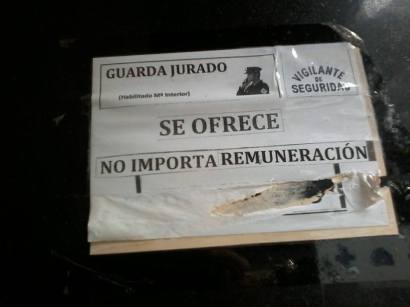 GUARDA JURADO
(Habilitado Mº Interior)
VIGILANTE
DE
SEGURIDAD
SE OFRECE
NO IMPORTA REMUNERACIÓN